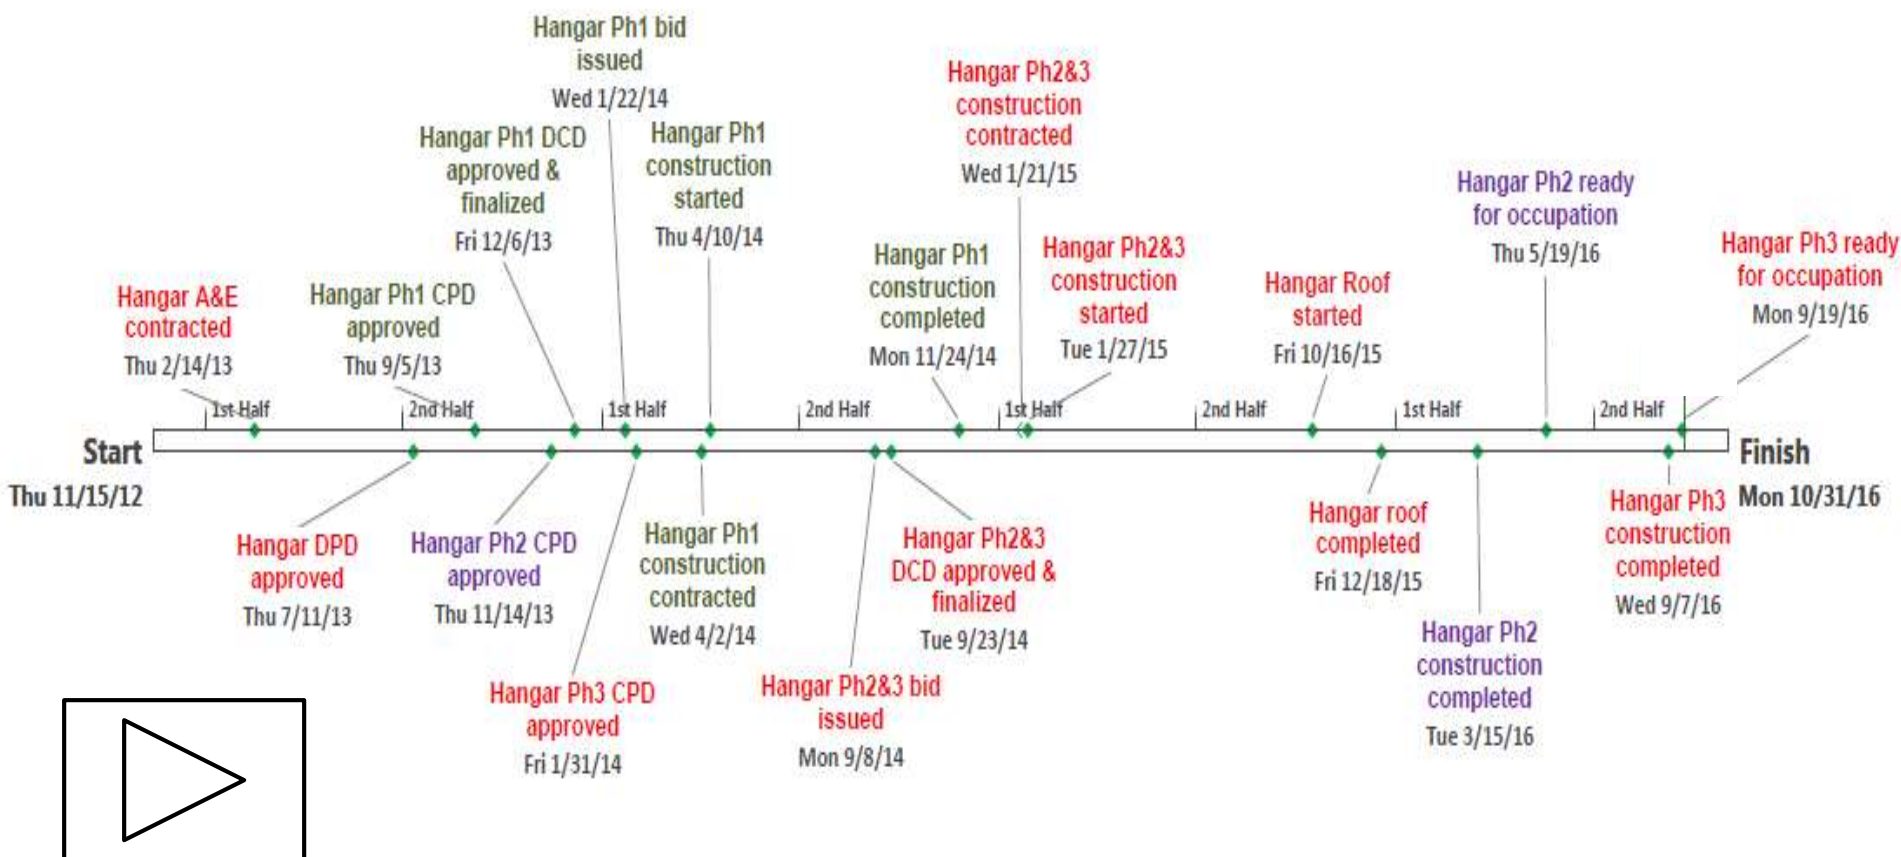 Hangar Ph1 bid
issued
Wed 1/22/14
Hangar Ph2&3
construction
contracted
Wed 1/21/15
Hangar Ph1 DCD
approved &
finalized
Fri 12/6/13
Hangar Ph1
construction
started
Thu 4/10/14
Hangar Ph2 ready
for occupation
Thu 5/19/16
Hangar Ph3 ready
for occupation
Mon 9/19/16
Hangar Ph1
construction
completed
Mon 11/24/14
Hangar Ph2&3
construction
started
Tue 1/27/15
Hangar Roof
started
Fri 10/16/15
Hangar A&E
contracted
Thu 2/14/13
Hangar Ph1 CPD
approved
Thu 9/5/13
1st Half
2nd Half
1st Half
2nd Half
1st Half
2nd Half
1st Half
2nd Half
Start
Thu 11/15/12
Finish
Mon 10/31/16
Hangar DPD
approved
Thu 7/11/13
Hangar Ph2 CPD
approved
Thu 11/14/13
Hangar Ph1
construction
contracted
Wed 4/2/14
Hangar Ph2&3
DCD approved &
finalized
Tue 9/23/14
Hangar roof
completed
Fri 12/18/15
Hangar Ph3
construction
completed
Wed 9/7/16
Hangar Ph3 CPD
approved
Fri 1/31/14
Hangar Ph2&3 bid
issued
Mon 9/8/14
Hangar Ph2
construction
completed
Tue 3/15/16